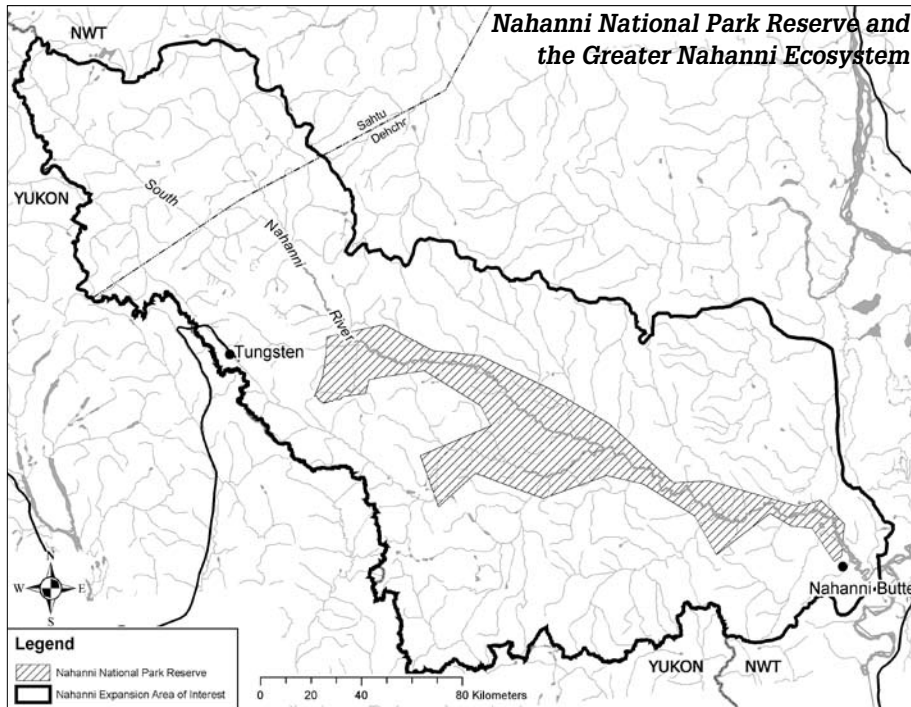 Nahanni National Park Reserve and
the Greater Nahanni Ecosystem
NWT
Sahtu
Dehchr
YUKON
South
Nahanni
River
Tungsten
N
W E
S
Nahanni Butte
Legend
Nahanni National Park Reserve
Nahanni Expansion Area of Interest
YUKON
NWT
0 20 40 80 Kilometers